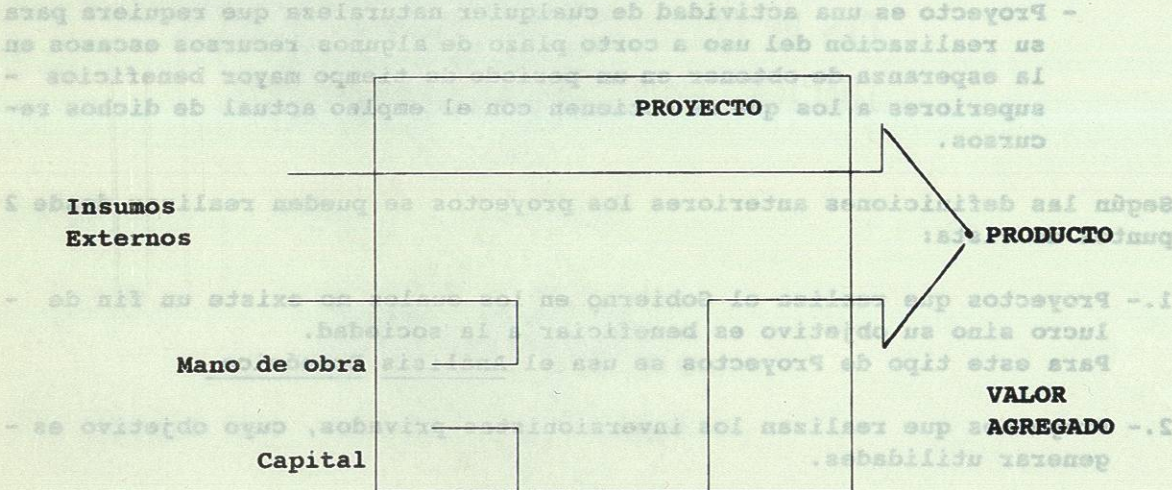 PROYECTO
Insumos
Externos
PRODUCTO
Mano de obra
VALOR
AGREGADO
Capital
- Proyecto es una actividad de cualquier naturaleza que requiera para
su realización del uso a corto plazo de algunos recursos escasos en
la esperanza de obtener en un período de tiempo mayor beneficios -
superiores a los que se obtienen con el empleo actual de dichos re-
cursos.
Según las definiciones anteriores los proyectos se pueden realizar desde 2
puntos de vista:
1.- Proyectos que realiza el Gobierno en los cuales no existe un fin de -
lucro sino su objetivo es beneficiar a la sociedad.
Para este tipo de Proyectos se usa el Análisis
2.- que realizan los inversionistas privados, cuyo objetivo es -
generar utilidades.